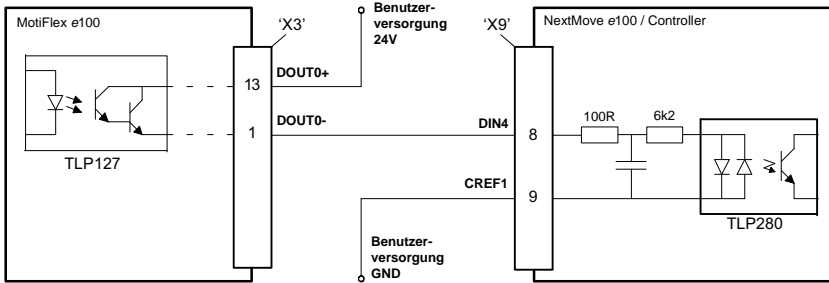 MotiFlex e100
'X3'
13
1
DOUT0+
DOUT0-
TLP127
Benutzer-
versorgung
24V
Benutzer-
versorgung
GND
'X9'
DIN4
CREF1
8
9
NextMove e100 / Controller
100R
6k2
TLP280